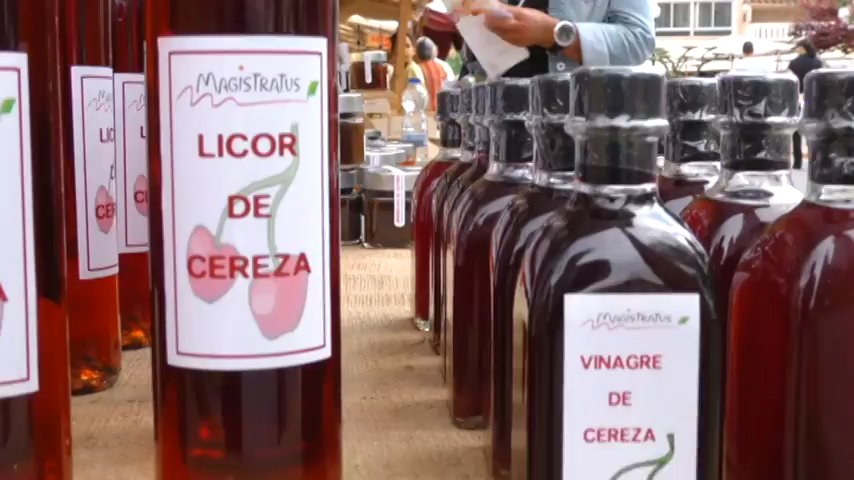 MAGISTRATUS
LICOR
DE
CEREZA
MAGISTRATUS
VINAGRE
DE
CEREZA